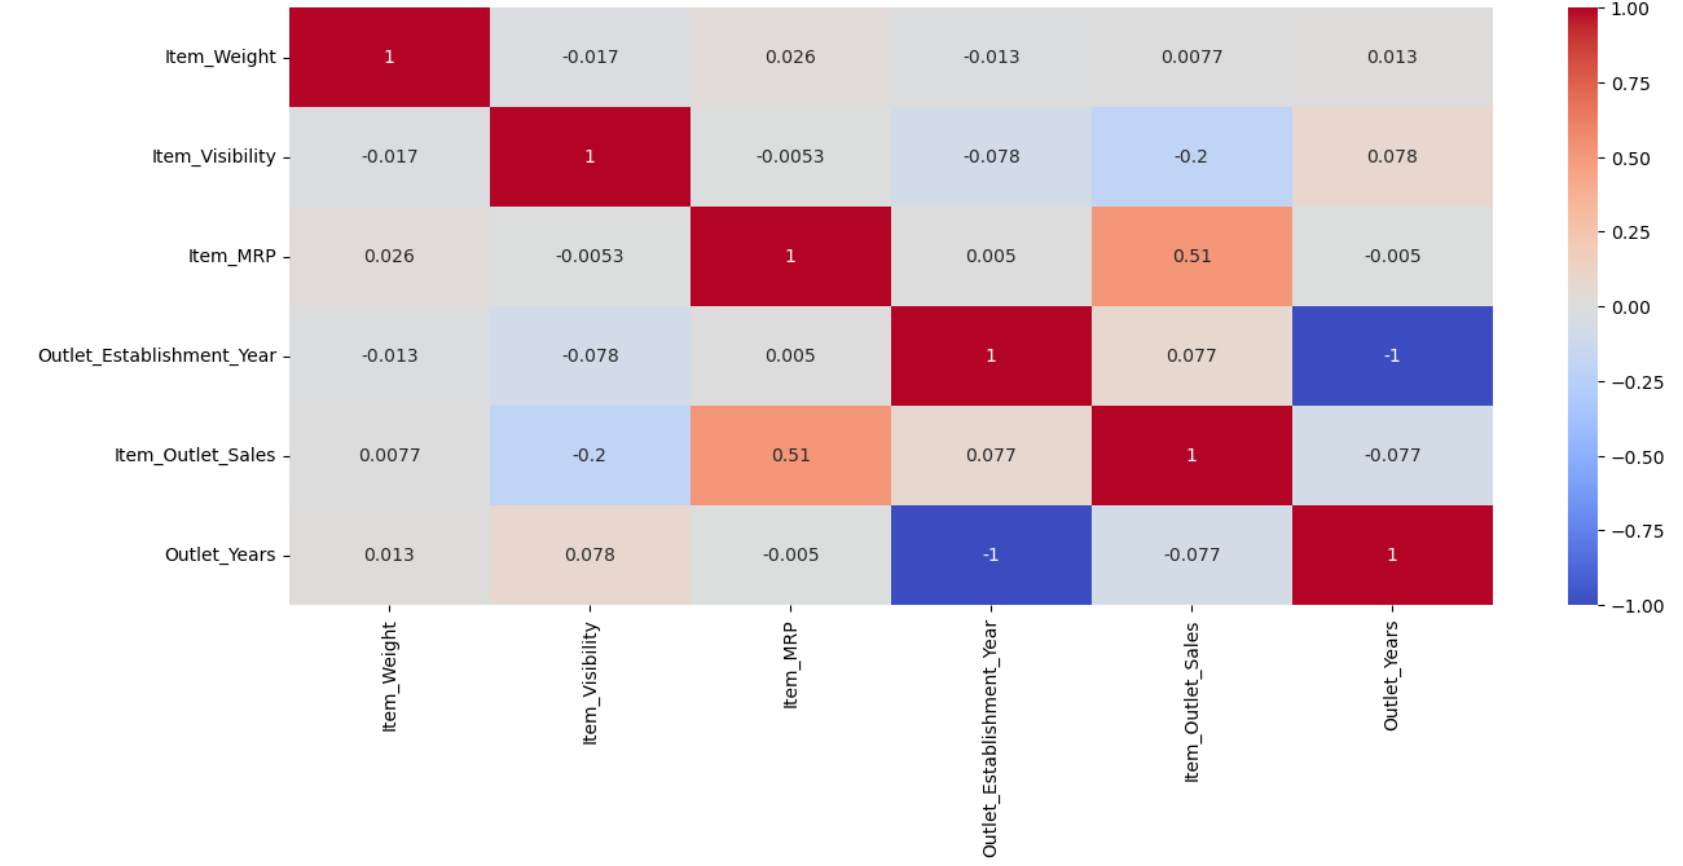 Item_Weight 1 -0.017 0.026 -0.013 0.0077 0.013
Item_Visibility -0.017 1 -0.0053 -0.078 -0.2 0.078
Item_MRP 0.026 -0.0053 1 0.005 0.51 -0.005
Outlet_Establishment_Year -0.013 -0.078 0.005 1 0.077 -1
Item_Outlet_Sales 0.0077 -0.2 0.51 0.077 1 -0.077
Outlet_Years 0.013 0.078 -0.005 -1 -0.077 1
Item_Weight
Item_Visibility
Item_MRP
Outlet_Establishment_Year
Item_Outlet_Sales
Outlet_Years
1.00
0.75
0.50
0.25
0.00
−0.25
−0.50
−0.75
−1.00